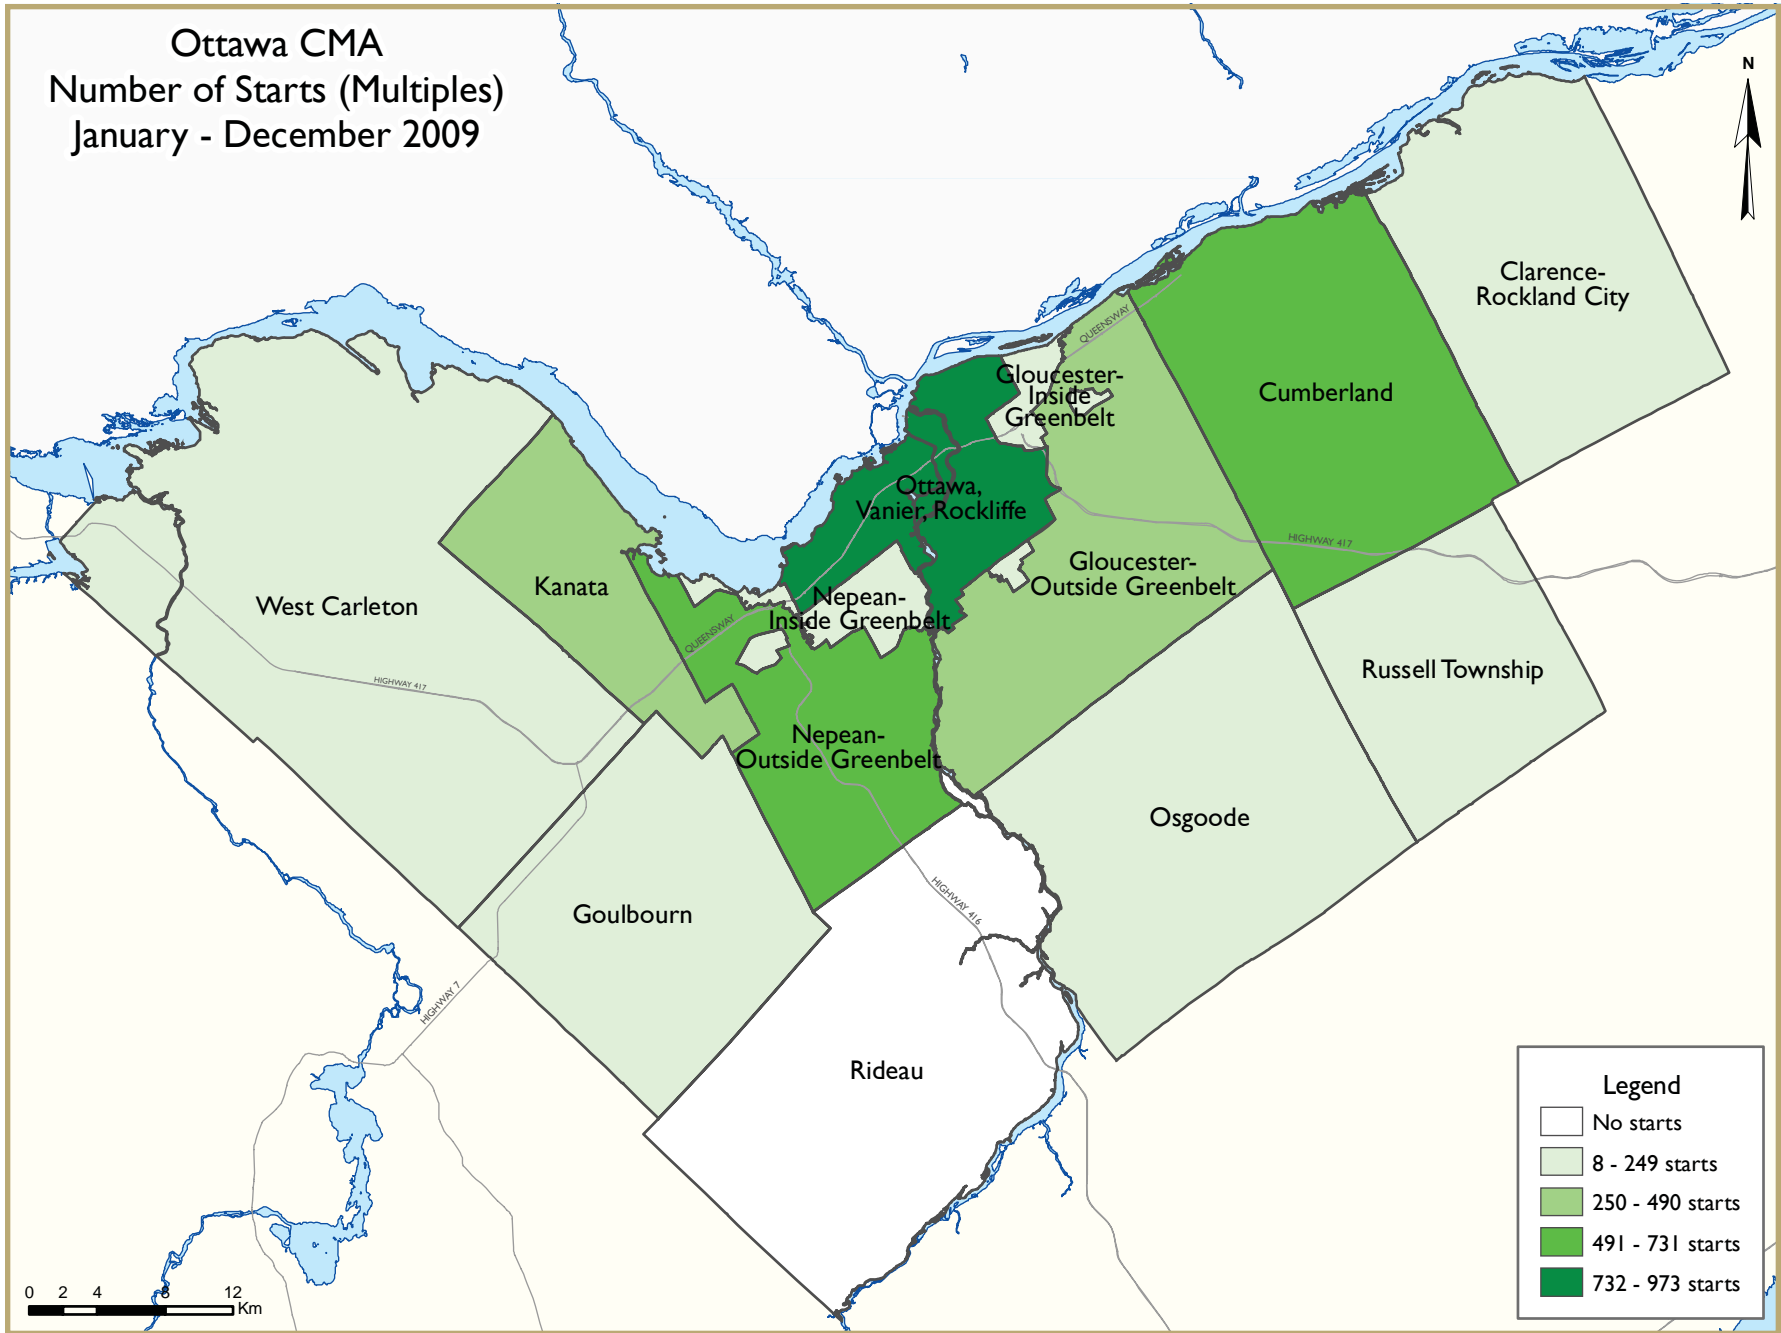 Ottawa CMA
Number of Starts (Multiples)
January - December 2009
N
Clarence-
Rockland City
QUEENSWAY
Gloucester-
Inside
Greenbelt
Cumberland
Ottawa,
Vanier, Rockliffe
HIGHWAY 417
Gloucester-
Outside Greenbelt
Kanata
West Carleton
Nepean-
Inside Greenbelt
QUEENSWAY
Russell Township
HIGHWAY 417
Nepean-
Outside Greenbelt
Osgoode
HIGHWAY 416
Goulbourn
HIGHWAY 7
Rideau
Legend
No starts
8 - 249 starts
250 - 490 starts
491 - 731 starts
732 - 973 starts
0 2 4 8 12
Km